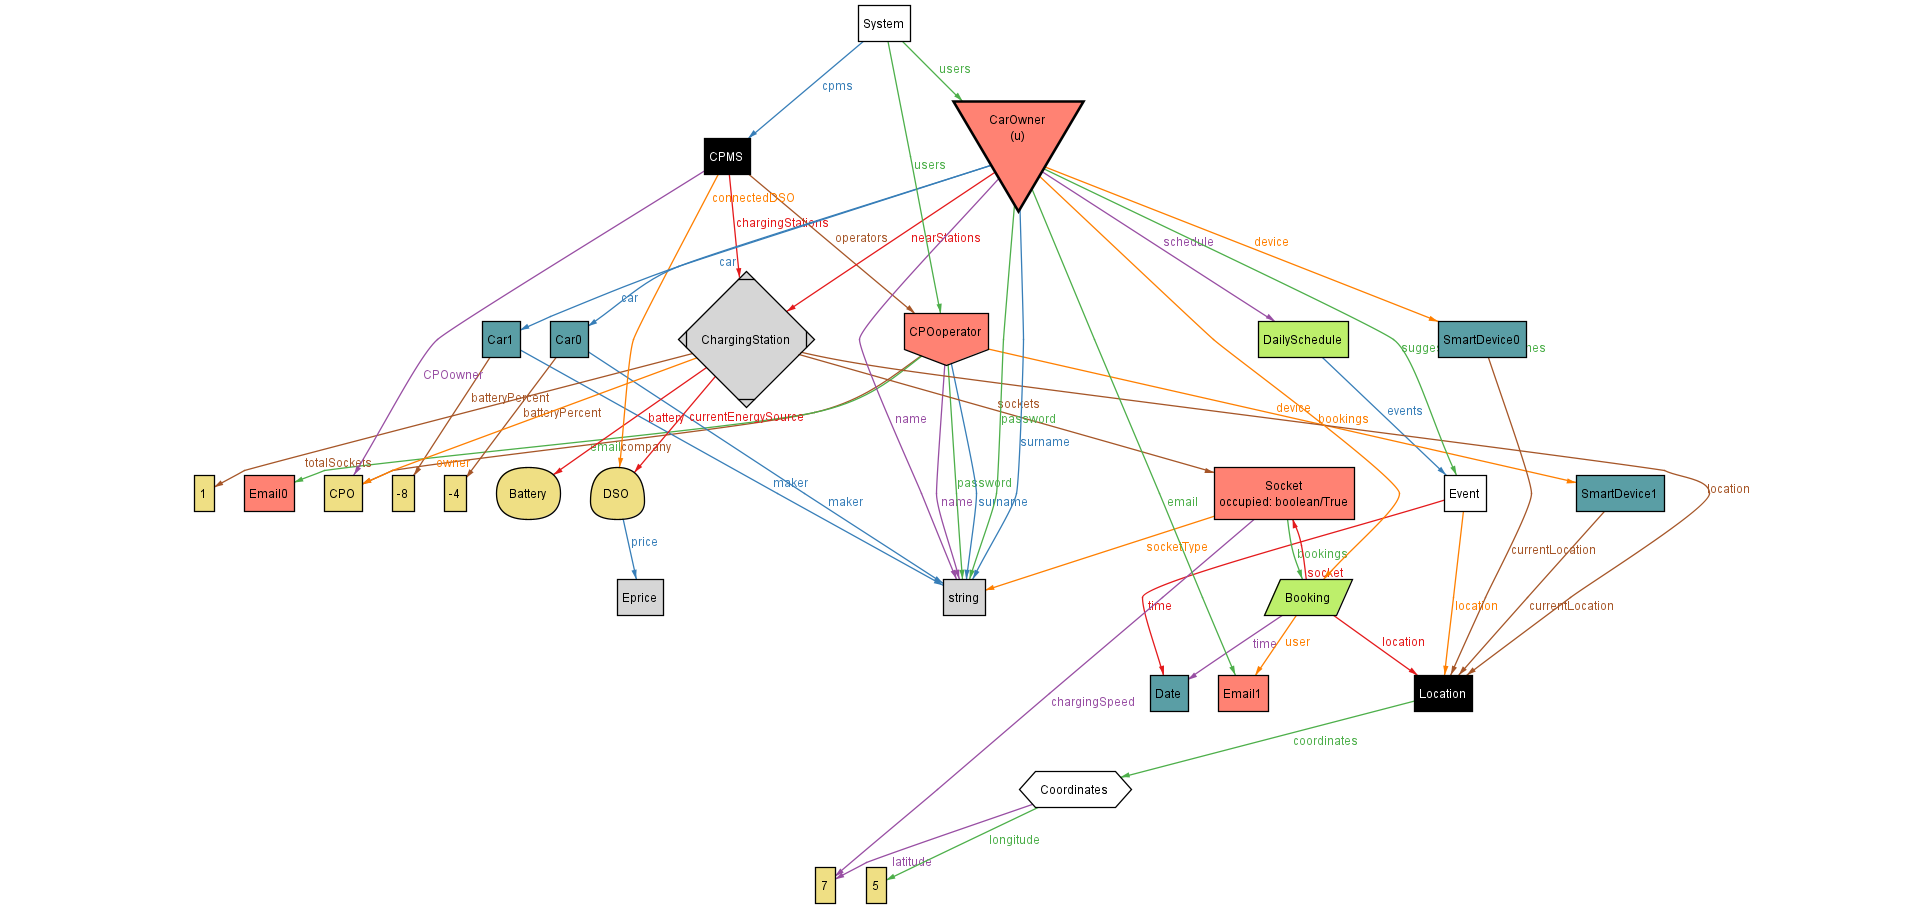 System
users
cpms
CarOwner
(u)
CPMS
users
connectedDSO
chargingStations
operators
nearStations
schedule
device
car
car
Car1
Car0
ChargingStation
CPOoperator
DailySchedule
SmartDevice0
CPOowner
batteryPercent
batteryPercent
battery
currentEnergySource
name
sockets
password
surname
device
bookings
events
totalSockets
owner
email
company
1
Email0
CPO
-8
-4
Battery
DSO
maker
maker
name
password
surname
email
Socket
occupied: boolean/True
Event
SmartDevice1
location
price
socketType
bookings
socket
currentLocation
Eprice
string
time
Booking
location
currentLocation
time
user
location
chargingSpeed
Date
Email1
Location
coordinates
Coordinates
longitude
latitude
7
5